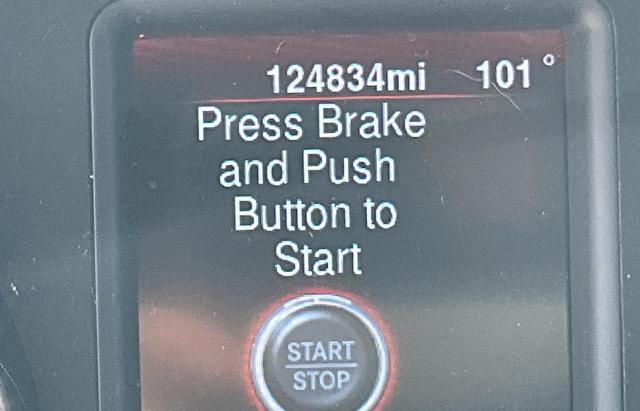 124834mi 101°
Press Brake
and Push
Button to
Start
START
STOP